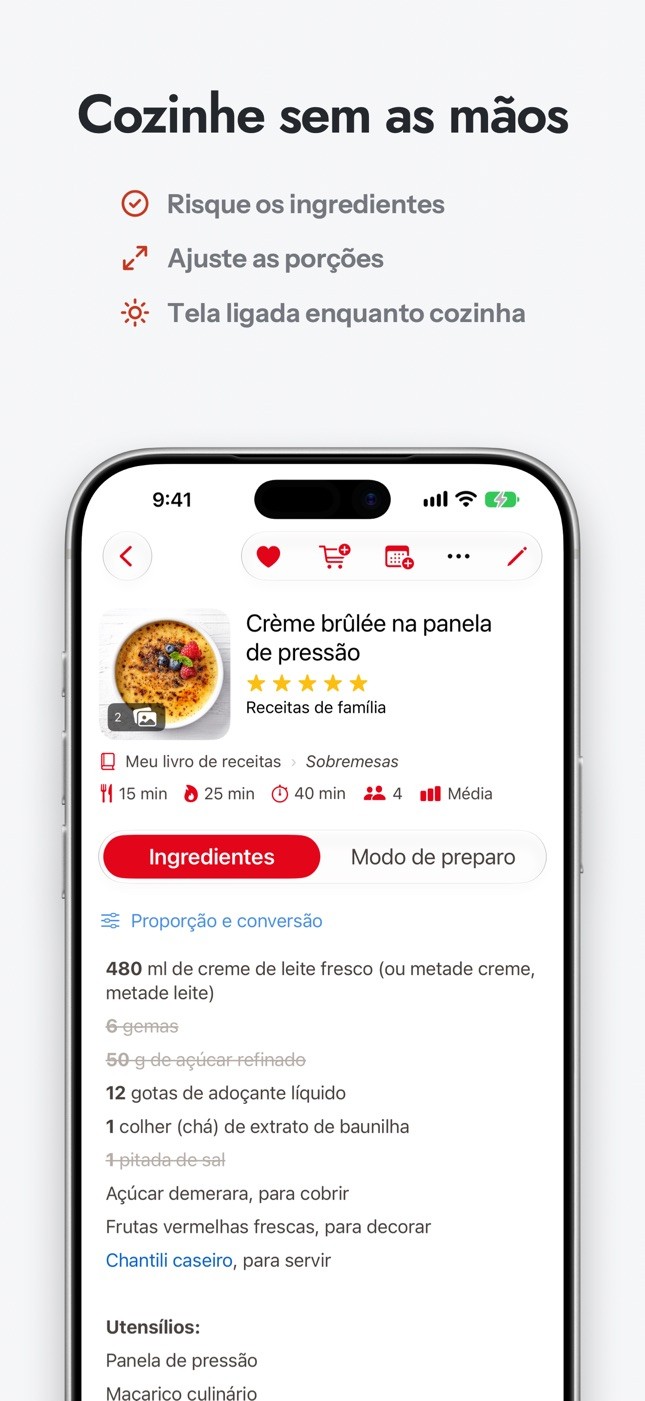 Cozinhe sem as mãos
Risque os ingredientes
Ajuste as porções
Tela ligada enquanto cozinha
9:41
Crème brûlée na panela
de pressão
Receitas de família
2
Meu livro de receitas › Sobremesas
15 min 25 min 40 min 4 Média
Ingredientes Modo de preparo
Proporção e conversão
480 ml de creme de leite fresco (ou metade creme,
metade leite)
6 gemas
50 g de açúcar refinado
12 gotas de adoçante líquido
1 colher (chá) de extrato de baunilha
1 pitada de sal
Açúcar demerara, para cobrir
Frutas vermelhas frescas, para decorar
Chantili caseiro, para servir
Utensílios:
Panela de pressão
Maçarico culinário